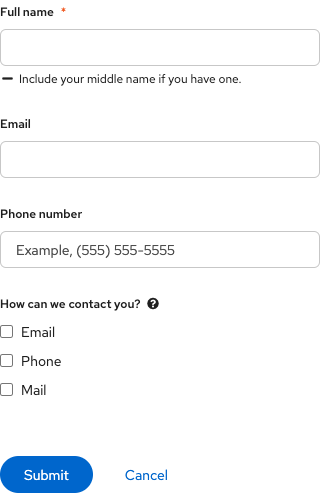 Full name *
Include your middle name if you have one.
Email
Phone number
Example, (555) 555-5555
How can we contact you?
Email
Phone
Mail
Submit Cancel